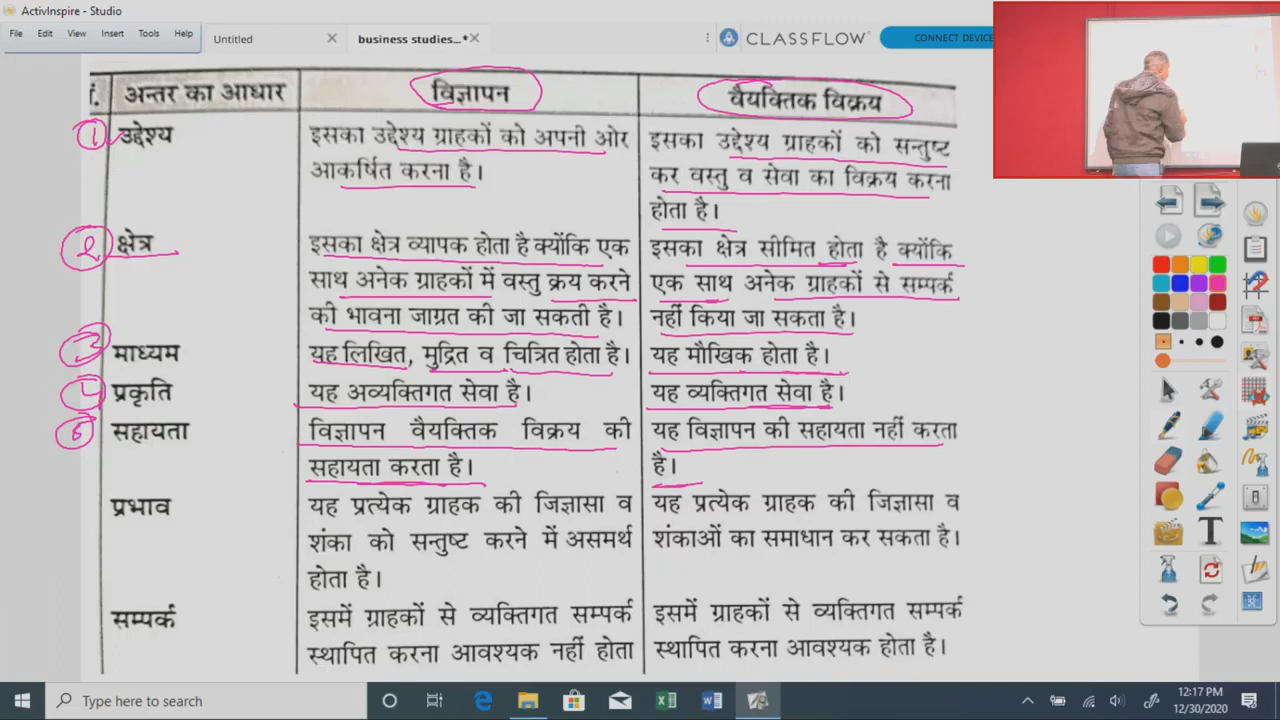 ActivInspire - Studio
File Edit View Insert Tools Help
Untitled
business studies...*
CLASSFLOW
CONNECT DEVICE
अन्तर का आधार विज्ञापन वैयक्तिक विक्रय
1 उद्देश्य इसका उद्देश्य ग्राहकों को अपनी ओर इसका उद्देश्य ग्राहकों को सन्तुष्ट
आकर्षित करना है। कर वस्तु व सेवा का विक्रय करना
होता है।
2 क्षेत्र इसका क्षेत्र व्यापक होता है क्योंकि एक इसका क्षेत्र सीमित होता है क्योंकि
साथ अनेक ग्राहकों में वस्तु क्रय करने एक साथ अनेक ग्राहकों से सम्पर्क
की भावना जाग्रत की जा सकती है। नहीं किया जा सकता है।
3 माध्यम यह लिखित, मुद्रित व चित्रित होता है। यह मौखिक होता है।
4 प्रकृति यह अव्यक्तिगत सेवा है। यह व्यक्तिगत सेवा है।
5 सहायता विज्ञापन वैयक्तिक विक्रय की यह विज्ञापन की सहायता नहीं करता
सहायता करता है। है।
प्रभाव यह प्रत्येक ग्राहक की जिज्ञासा व यह प्रत्येक ग्राहक की जिज्ञासा व
शंका को सन्तुष्ट करने में असमर्थ शंकाओं का समाधान कर सकता है।
होता है।
सम्पर्क इसमें ग्राहकों से व्यक्तिगत सम्पर्क इसमें ग्राहकों से व्यक्तिगत सम्पर्क
स्थापित करना आवश्यक नहीं होता स्थापित करना आवश्यक होता है।
Type here to search
12:17 PM
12/30/2020